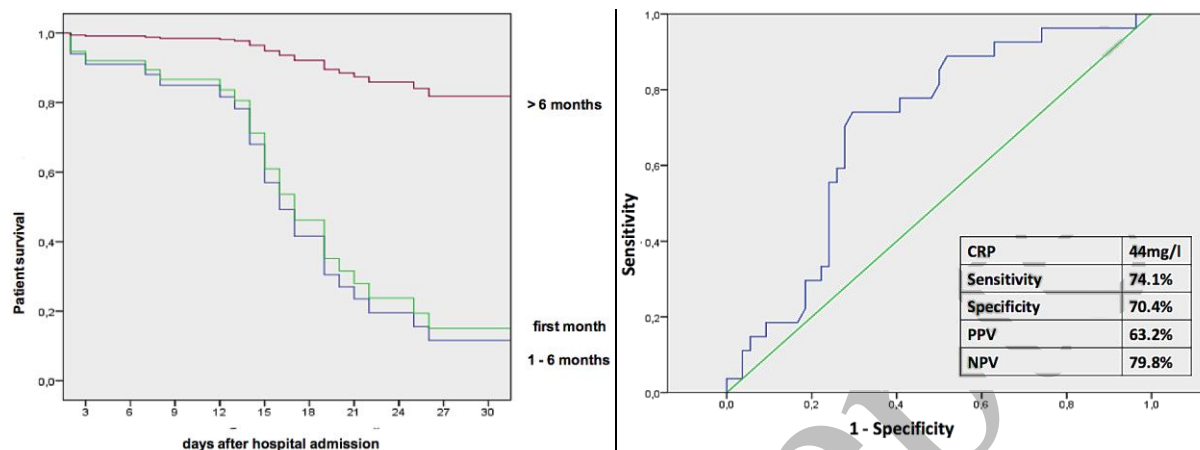 1,0
0,8
0,6
0,4
0,2
0,0
Patient survival
3 6 9 12 15 18 21 24 27 30
days after hospital admission
> 6 months
first month
1 - 6 months
1,0
0,8
0,6
0,4
0,2
0,0
Sensitivity
0,0 0,2 0,4 0,6 0,8 1,0
1 - Specificity
CRP 44mg/l
Sensitivity 74.1%
Specificity 70.4%
PPV 63.2%
NPV 79.8%